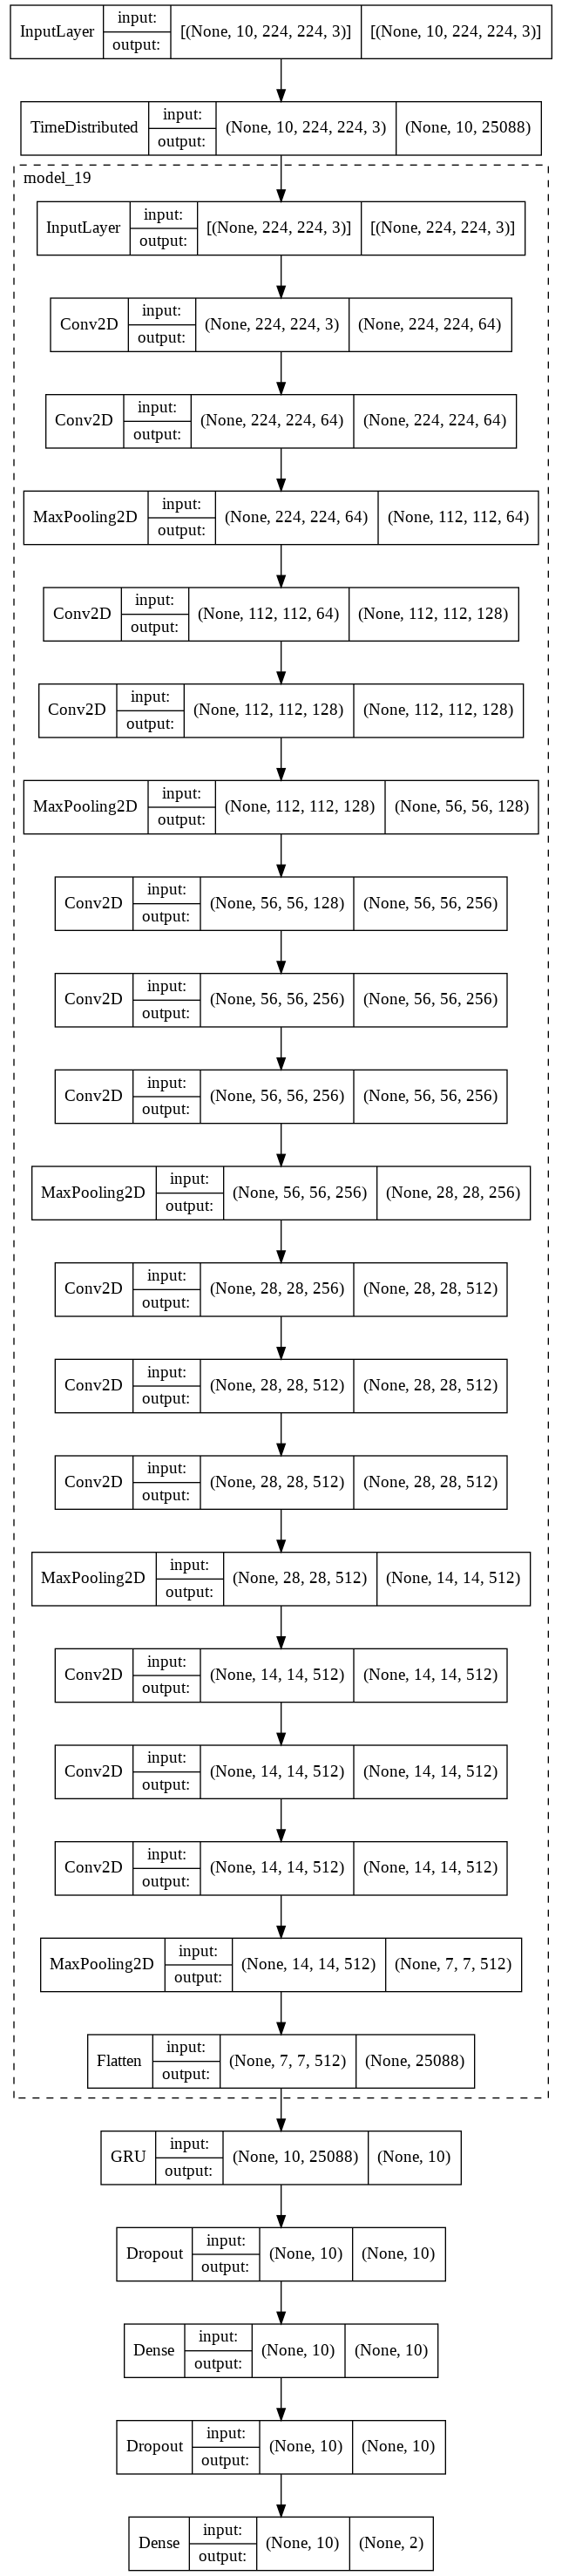 InputLayer input: output: [(None, 10, 224, 224, 3)] [(None, 10, 224, 224, 3)]
TimeDistributed input: output: (None, 10, 224, 224, 3) (None, 10, 25088)
model_19
InputLayer input: output: [(None, 224, 224, 3)] [(None, 224, 224, 3)]
Conv2D input: output: (None, 224, 224, 3) (None, 224, 224, 64)
Conv2D input: output: (None, 224, 224, 64) (None, 224, 224, 64)
MaxPooling2D input: output: (None, 224, 224, 64) (None, 112, 112, 64)
Conv2D input: output: (None, 112, 112, 64) (None, 112, 112, 128)
Conv2D input: output: (None, 112, 112, 128) (None, 112, 112, 128)
MaxPooling2D input: output: (None, 112, 112, 128) (None, 56, 56, 128)
Conv2D input: output: (None, 56, 56, 128) (None, 56, 56, 256)
Conv2D input: output: (None, 56, 56, 256) (None, 56, 56, 256)
Conv2D input: output: (None, 56, 56, 256) (None, 56, 56, 256)
MaxPooling2D input: output: (None, 56, 56, 256) (None, 28, 28, 256)
Conv2D input: output: (None, 28, 28, 256) (None, 28, 28, 512)
Conv2D input: output: (None, 28, 28, 512) (None, 28, 28, 512)
Conv2D input: output: (None, 28, 28, 512) (None, 28, 28, 512)
MaxPooling2D input: output: (None, 28, 28, 512) (None, 14, 14, 512)
Conv2D input: output: (None, 14, 14, 512) (None, 14, 14, 512)
Conv2D input: output: (None, 14, 14, 512) (None, 14, 14, 512)
Conv2D input: output: (None, 14, 14, 512) (None, 14, 14, 512)
MaxPooling2D input: output: (None, 14, 14, 512) (None, 7, 7, 512)
Flatten input: output: (None, 7, 7, 512) (None, 25088)
GRU input: output: (None, 10, 25088) (None, 10)
Dropout input: output: (None, 10) (None, 10)
Dense input: output: (None, 10) (None, 10)
Dropout input: output: (None, 10) (None, 10)
Dense input: output: (None, 10) (None, 2)